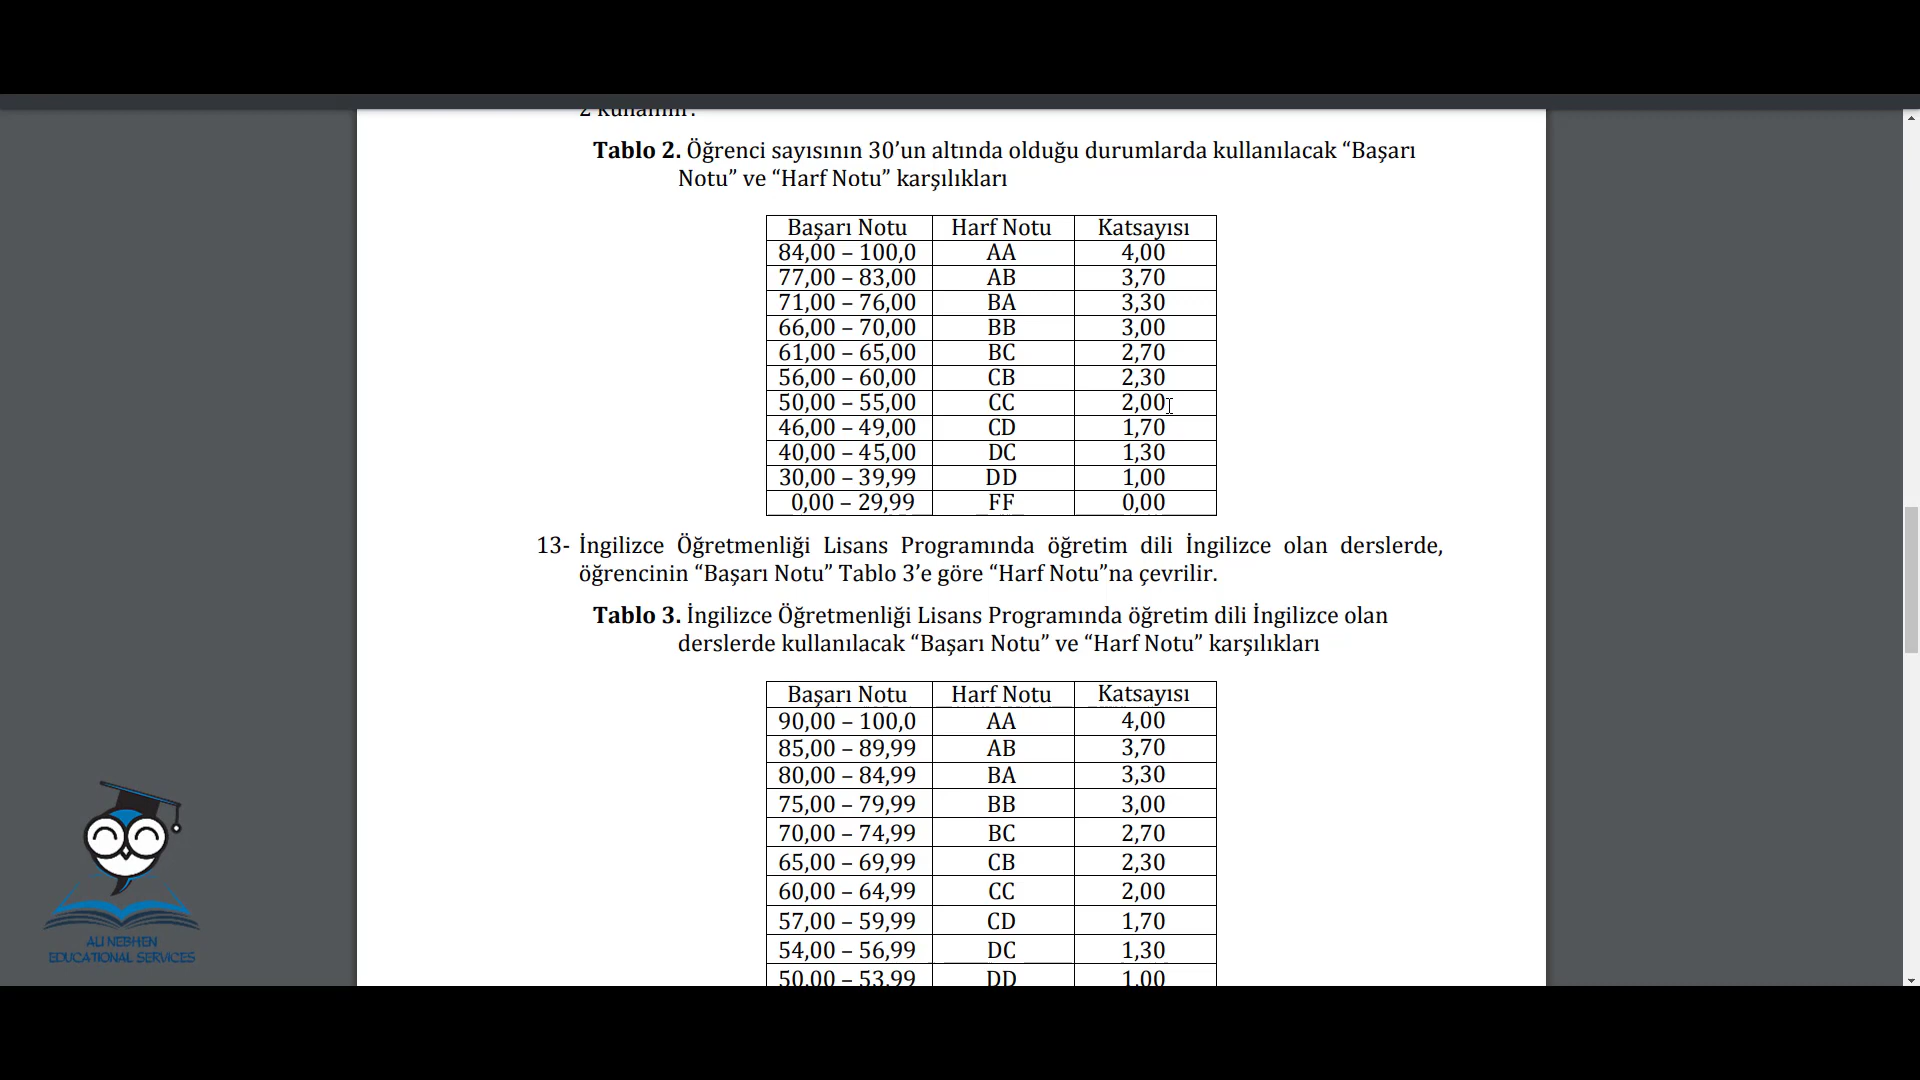 2 kullanılır.
Tablo 2. Öğrenci sayısının 30’un altında olduğu durumlarda kullanılacak “Başarı
Notu” ve “Harf Notu” karşılıkları
Başarı Notu Harf Notu Katsayısı
84,00 – 100,0 AA 4,00
77,00 – 83,00 AB 3,70
71,00 – 76,00 BA 3,30
66,00 – 70,00 BB 3,00
61,00 – 65,00 BC 2,70
56,00 – 60,00 CB 2,30
50,00 – 55,00 CC 2,00
46,00 – 49,00 CD 1,70
40,00 – 45,00 DC 1,30
30,00 – 39,99 DD 1,00
0,00 – 29,99 FF 0,00
13- İngilizce Öğretmenliği Lisans Programında öğretim dili İngilizce olan derslerde,
öğrencinin “Başarı Notu” Tablo 3’e göre “Harf Notu”na çevrilir.
Tablo 3. İngilizce Öğretmenliği Lisans Programında öğretim dili İngilizce olan
derslerde kullanılacak “Başarı Notu” ve “Harf Notu” karşılıkları
Başarı Notu Harf Notu Katsayısı
90,00 – 100,0 AA 4,00
85,00 – 89,99 AB 3,70
80,00 – 84,99 BA 3,30
75,00 – 79,99 BB 3,00
70,00 – 74,99 BC 2,70
65,00 – 69,99 CB 2,30
60,00 – 64,99 CC 2,00
57,00 – 59,99 CD 1,70
54,00 – 56,99 DC 1,30
50,00 – 53,99 DD 1,00
ALI NEBHEN
EDUCATIONAL SERVICES